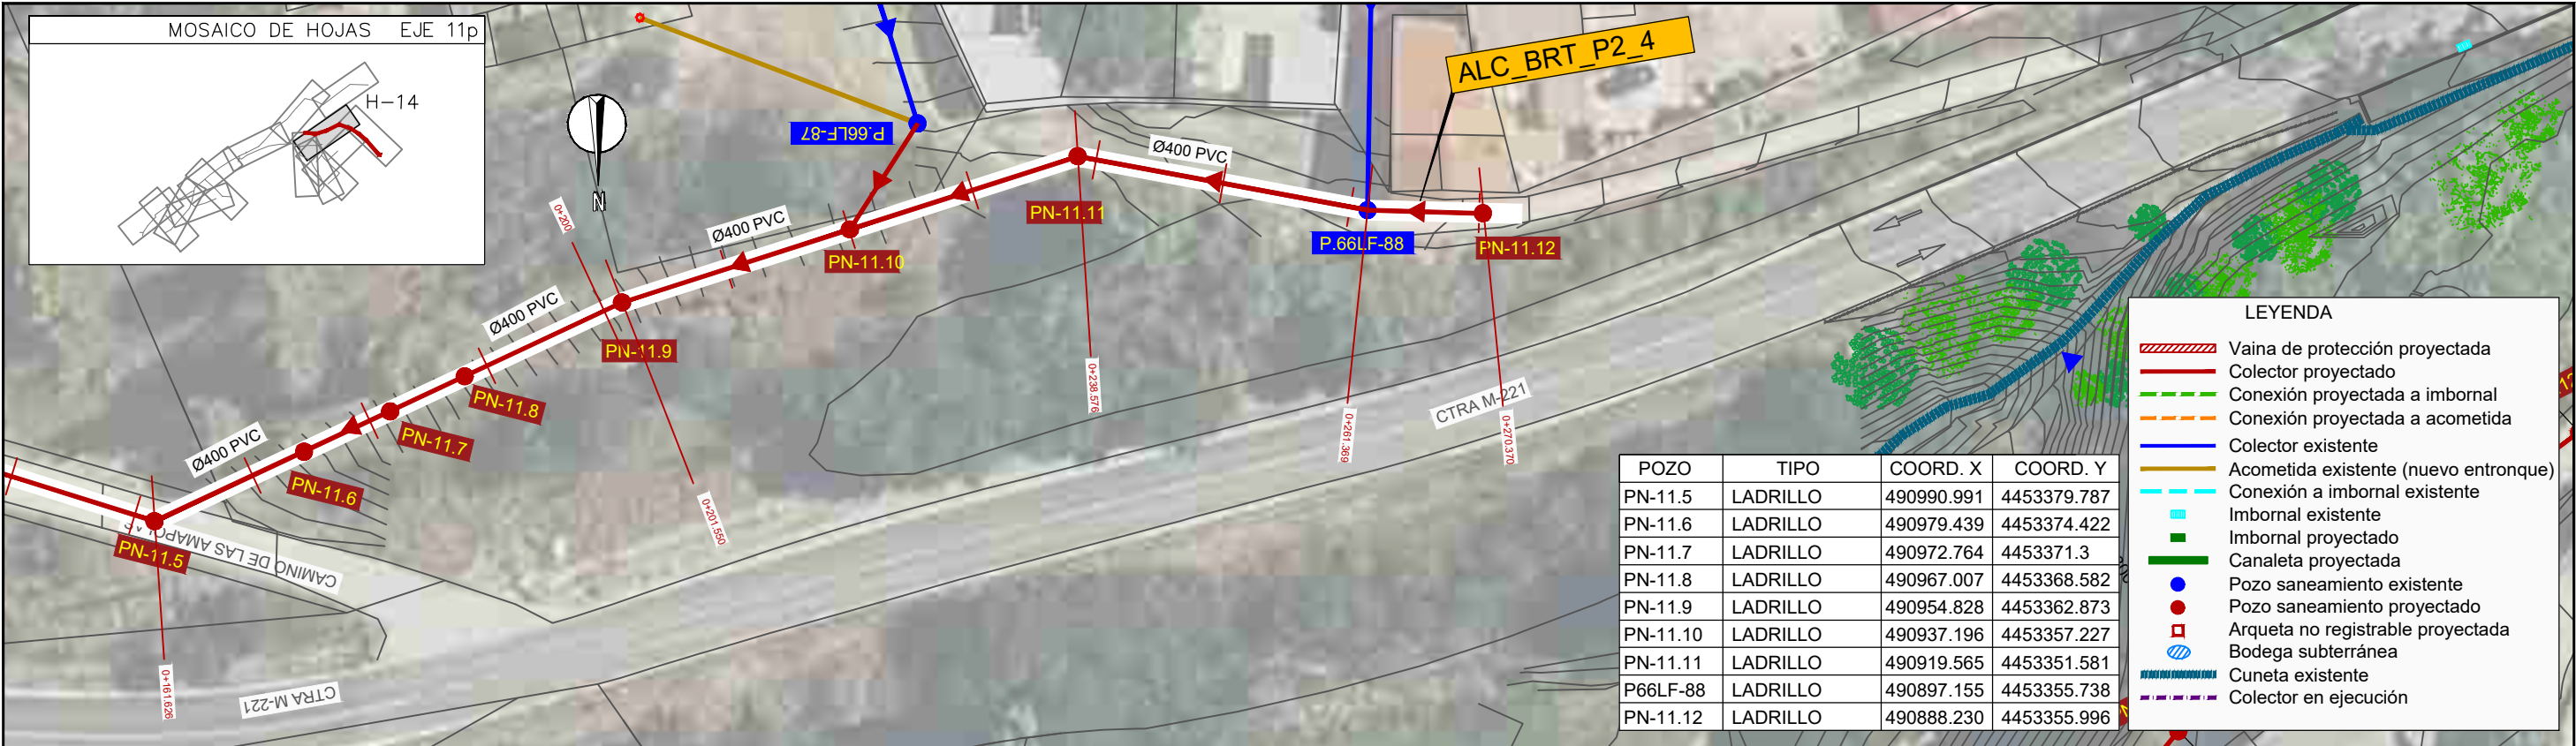 MOSAICO DE HOJAS EJE 11p
H-14
N
P.66LF-87
ALC_BRT_P2_4
Ø400 PVC
PN-11.11
P.66LF-88
PN-11.12
Ø400 PVC
PN-11.10
0+200
Ø400 PVC
PN-11.9
PN-11.8
PN-11.7
Ø400 PVC
PN-11.6
PN-11.5
0+238.576
0+261.369
0+270.370
0+201.550
0+161.626
CTRA M-221
CTRA M-221
POZO TIPO COORD. X COORD. Y
PN-11.5 LADRILLO 490990.991 4453379.787
PN-11.6 LADRILLO 490979.439 4453374.422
PN-11.7 LADRILLO 490972.764 4453371.3
PN-11.8 LADRILLO 490967.007 4453368.582
PN-11.9 LADRILLO 490954.828 4453362.873
PN-11.10 LADRILLO 490937.196 4453357.227
PN-11.11 LADRILLO 490919.565 4453351.581
P66LF-88 LADRILLO 490897.155 4453355.738
PN-11.12 LADRILLO 490888.230 4453355.996
LEYENDA
Vaina de protección proyectada
Colector proyectado
Conexión proyectada a imbornal
Conexión proyectada a acometida
Colector existente
Acometida existente (nuevo entronque)
Conexión a imbornal existente
Imbornal existente
Imbornal proyectado
Canaleta proyectada
Pozo saneamiento existente
Pozo saneamiento proyectado
Arqueta no registrable proyectada
Bodega subterránea
Cuneta existente
Colector en ejecución
CAMINO DE LAS